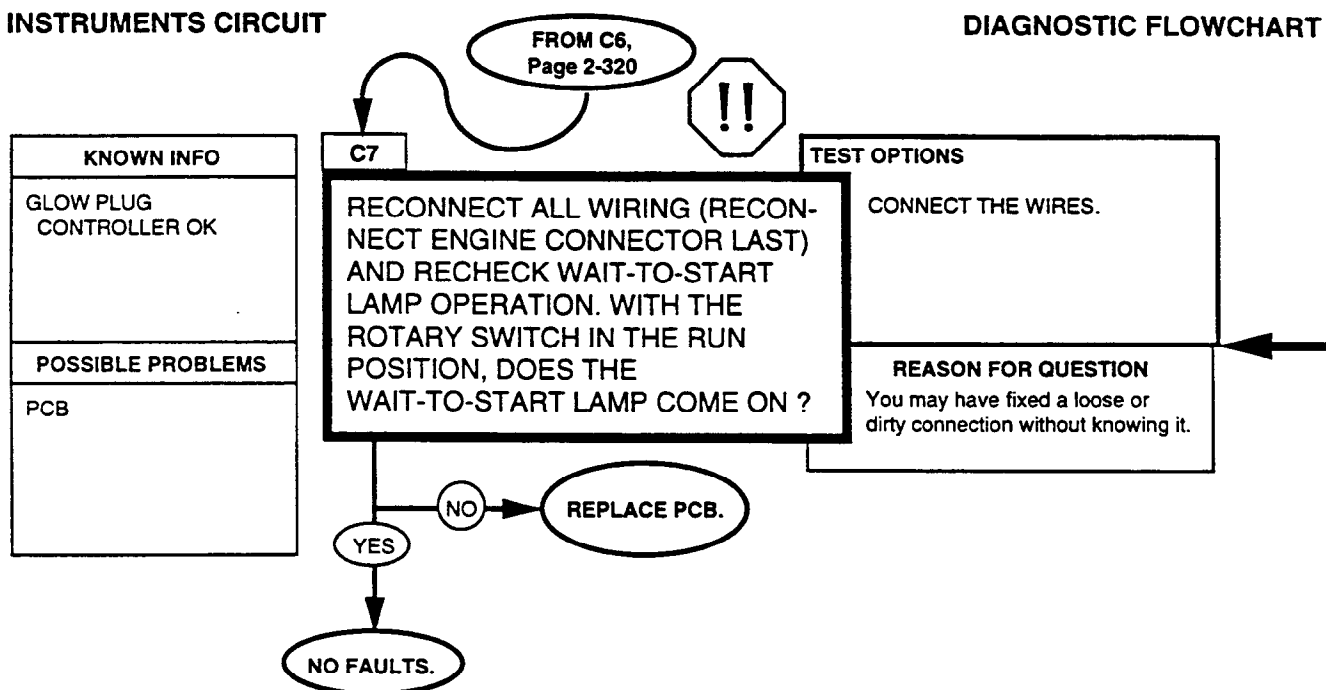 INSTRUMENTS CIRCUIT
DIAGNOSTIC FLOWCHART
FROM C6,
Page 2-320
!!
KNOWN INFO
GLOW PLUG
CONTROLLER OK
POSSIBLE PROBLEMS
PCB
C7
RECONNECT ALL WIRING (RECON-
NECT ENGINE CONNECTOR LAST)
AND RECHECK WAIT-TO-START
LAMP OPERATION. WITH THE
ROTARY SWITCH IN THE RUN
POSITION, DOES THE
WAIT-TO-START LAMP COME ON ?
TEST OPTIONS
CONNECT THE WIRES.
REASON FOR QUESTION
You may have fixed a loose or
dirty connection without knowing it.
NO
REPLACE PCB.
YES
NO FAULTS.